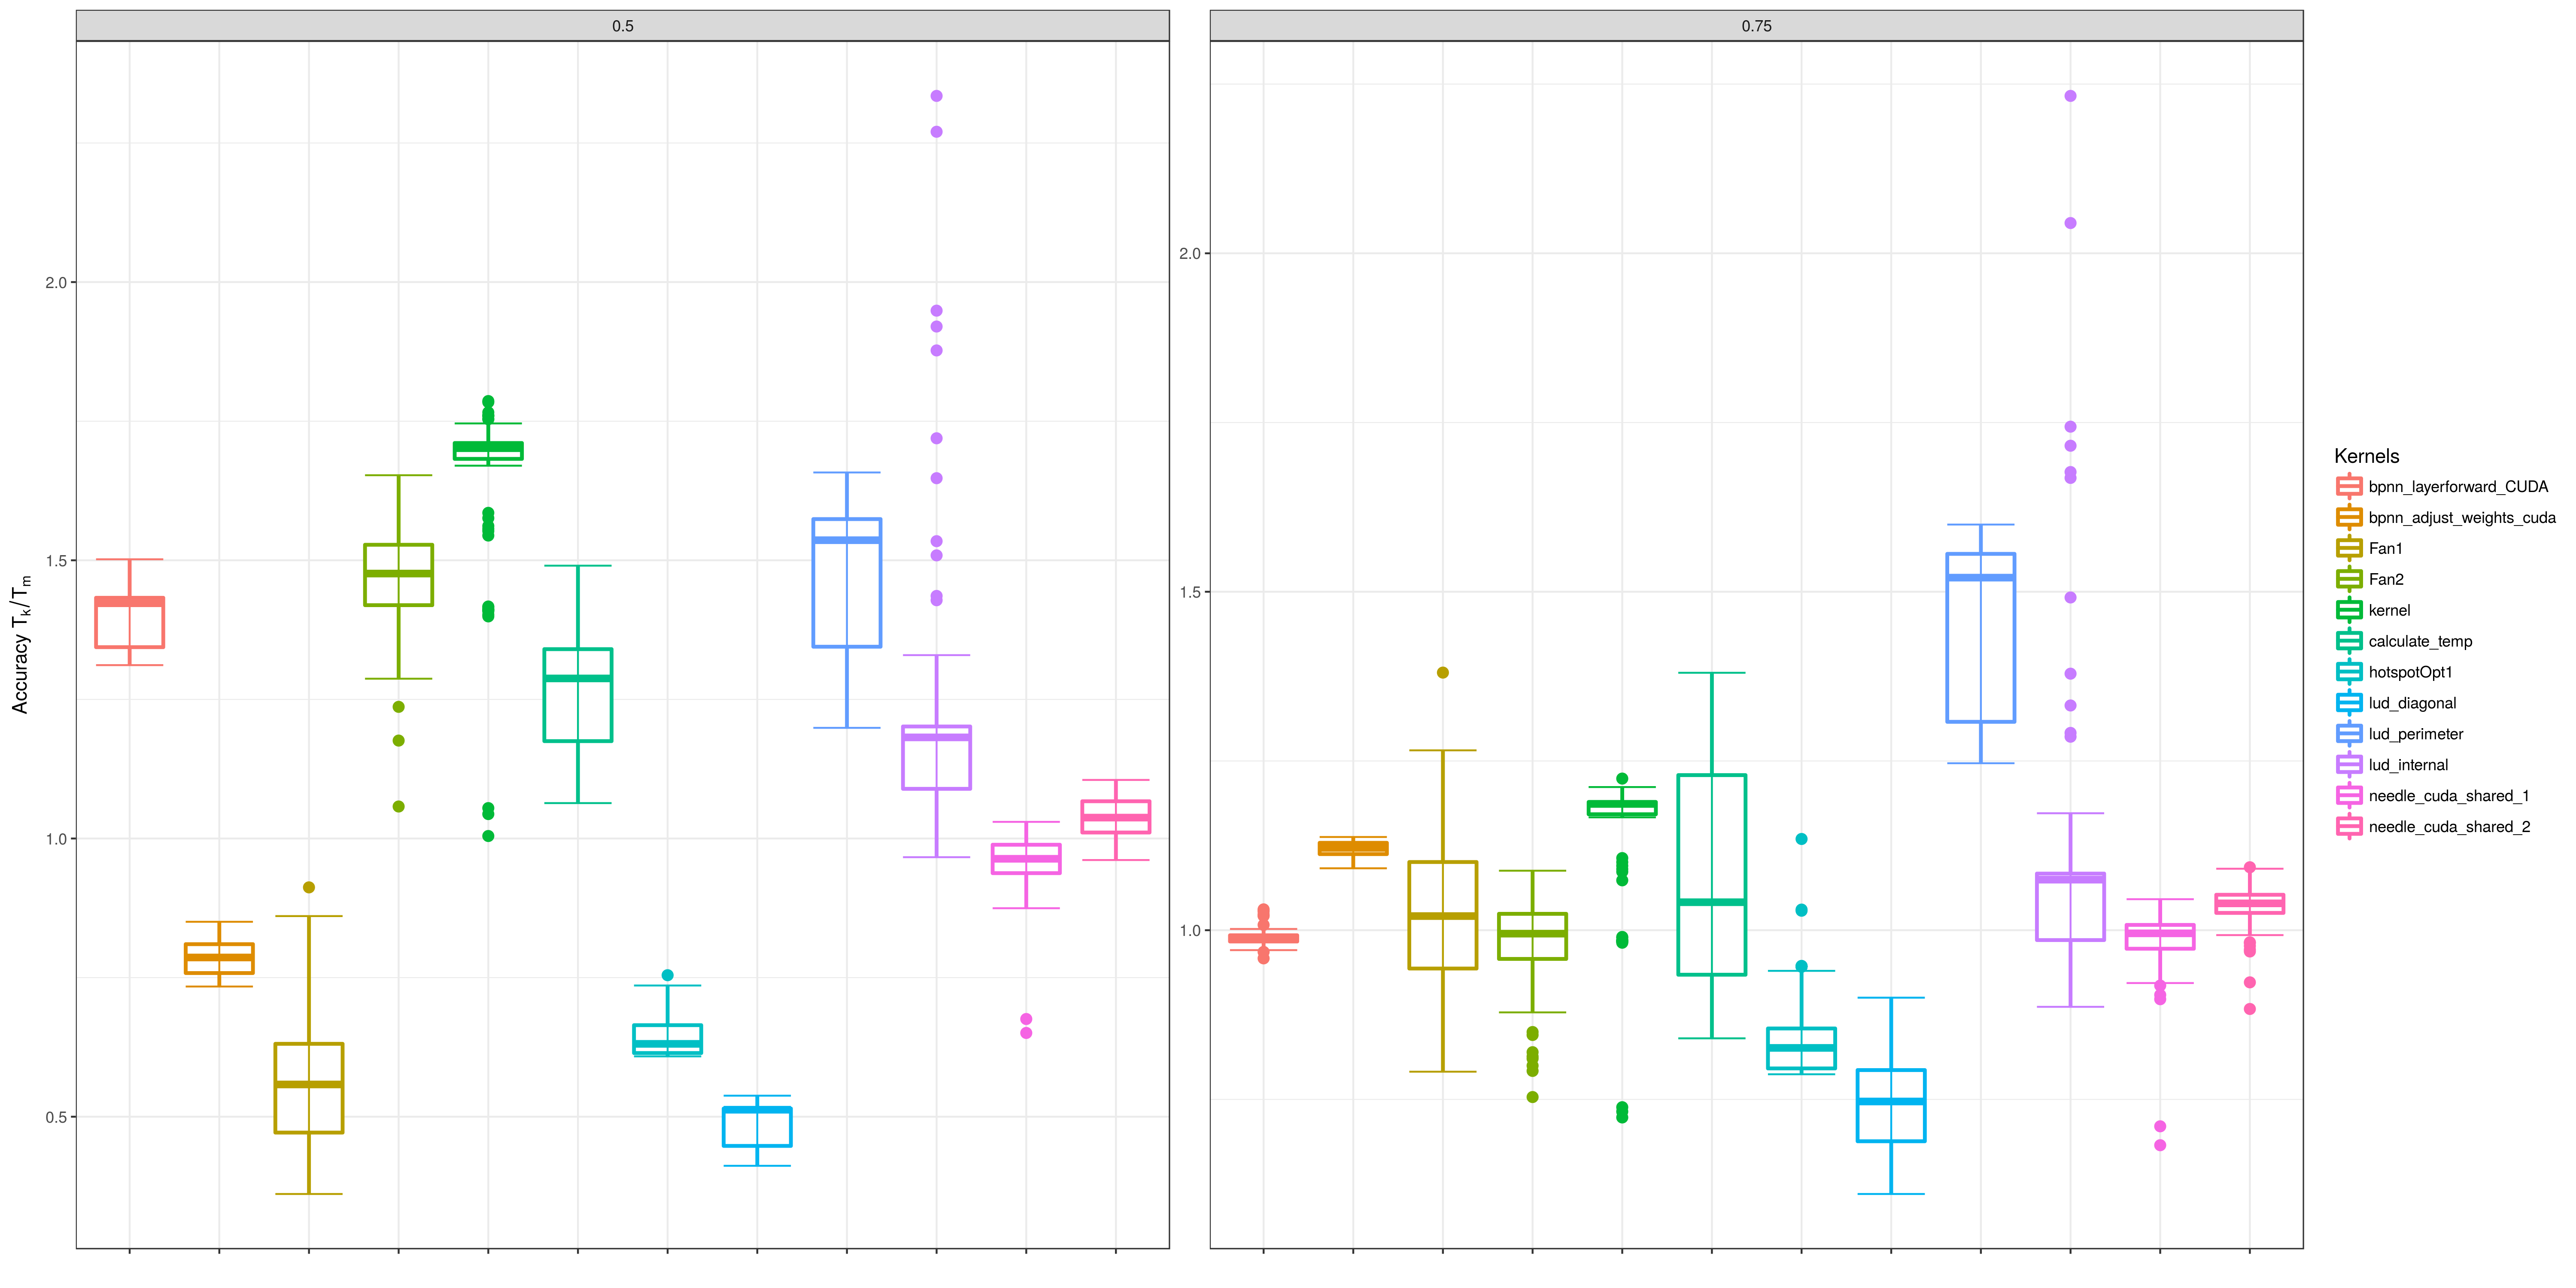 0.5
0.75
Accuracy Tk/Tm
2.0
1.5
1.0
0.5
2.0
1.5
1.0
Kernels
bpnn_layerforward_CUDA
bpnn_adjust_weights_cuda
Fan1
Fan2
kernel
calculate_temp
hotspotOpt1
lud_diagonal
lud_perimeter
lud_internal
needle_cuda_shared_1
needle_cuda_shared_2